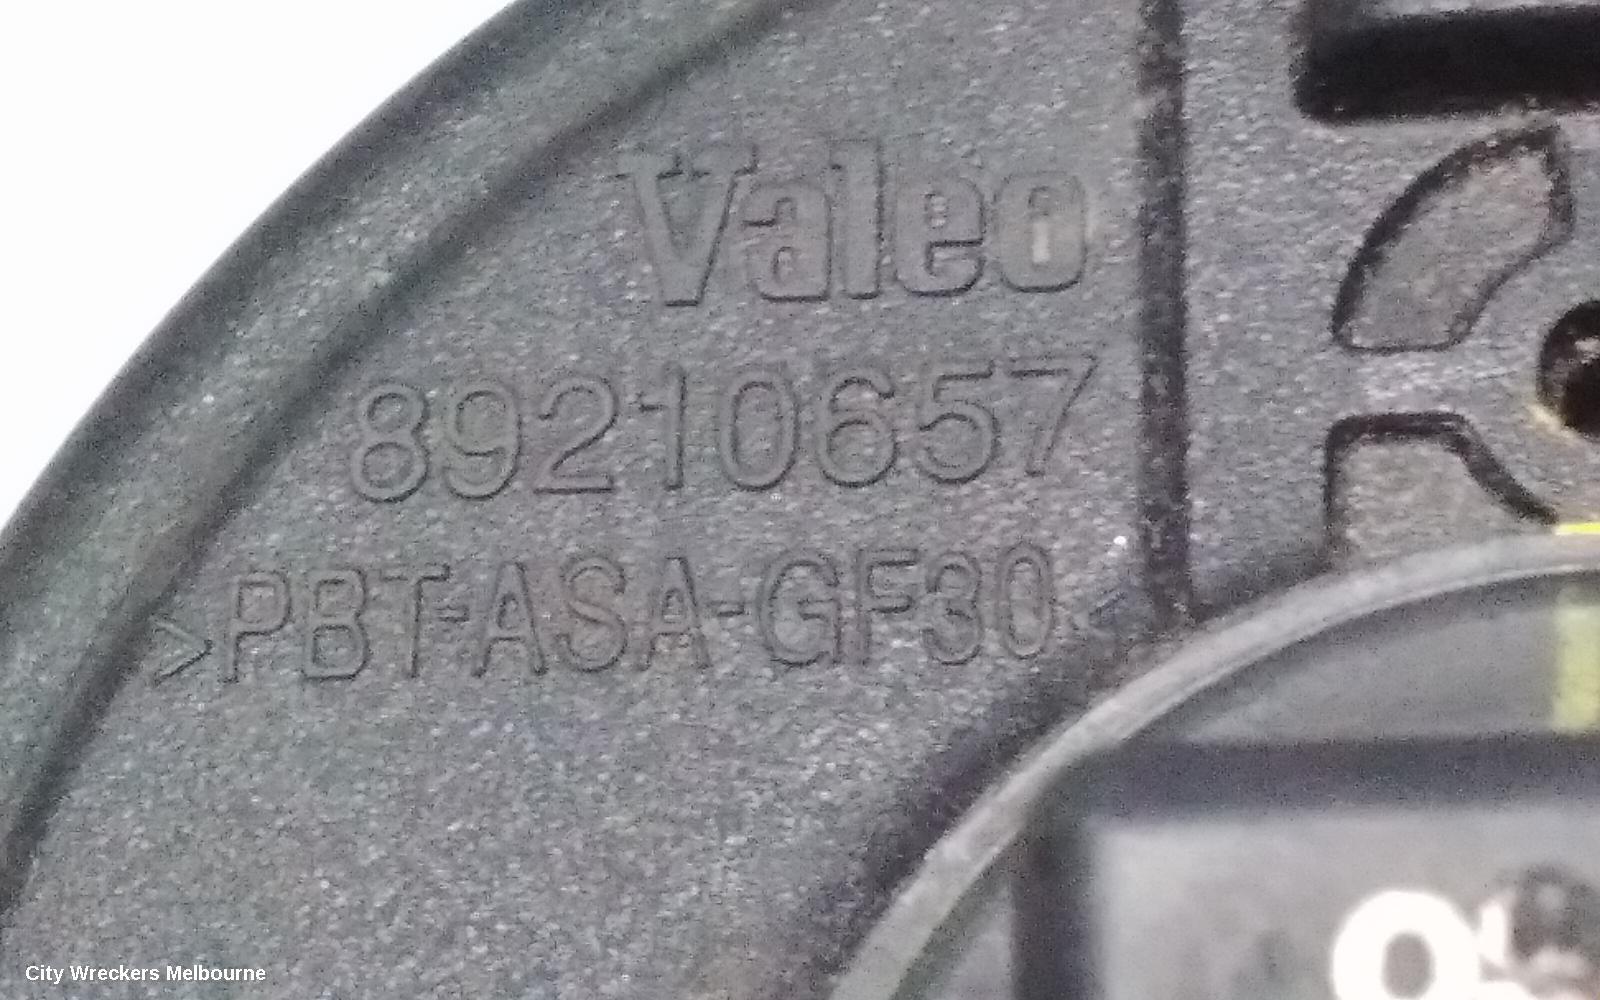 Valeo
89210657
>PBT-ASA-GF30<
City Wreckers Melbourne